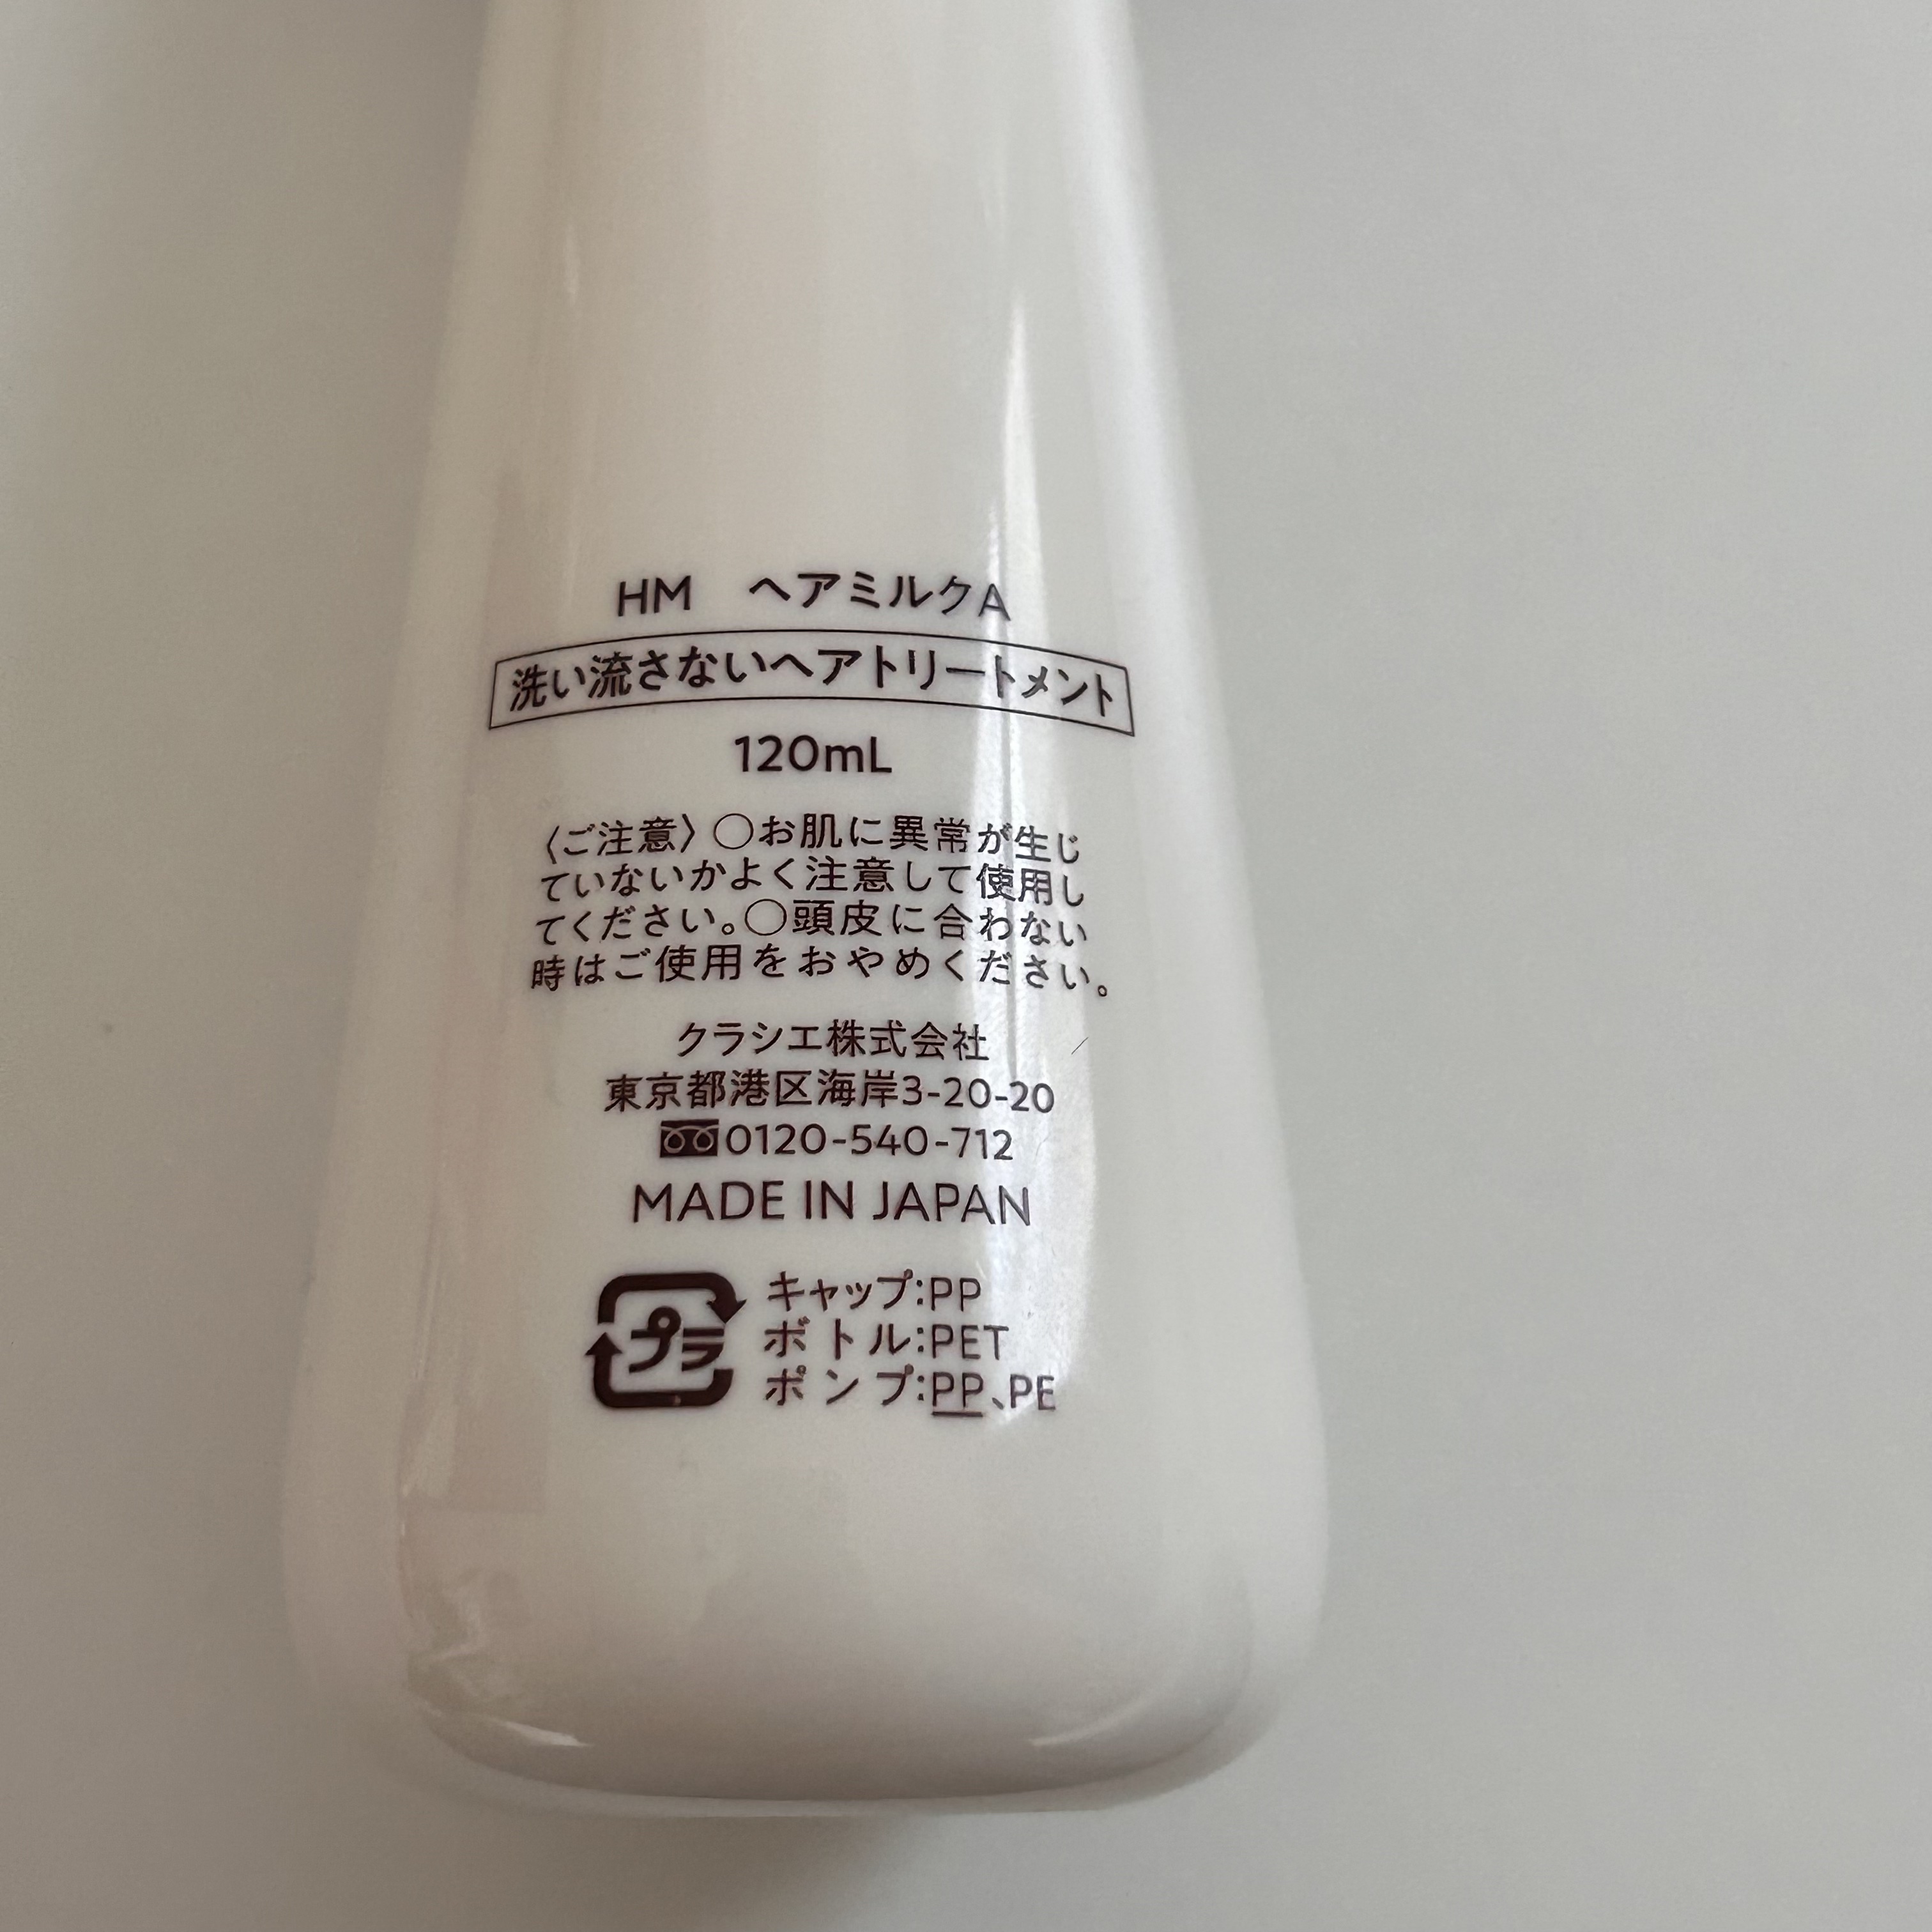 HM　ヘアミルクA
洗い流さないヘアトリートメント
120mL
〈ご注意〉○お肌に異常が生じ
ていないかよく注意して使用し
てください。○頭皮に合わない
時はご使用をおやめください。
クラシエ株式会社
東京都港区海岸3-20-20
0120-540-712
MADE IN JAPAN
プラ
キャップ:PP
ボトル:PET
ポンプ:PP、PE